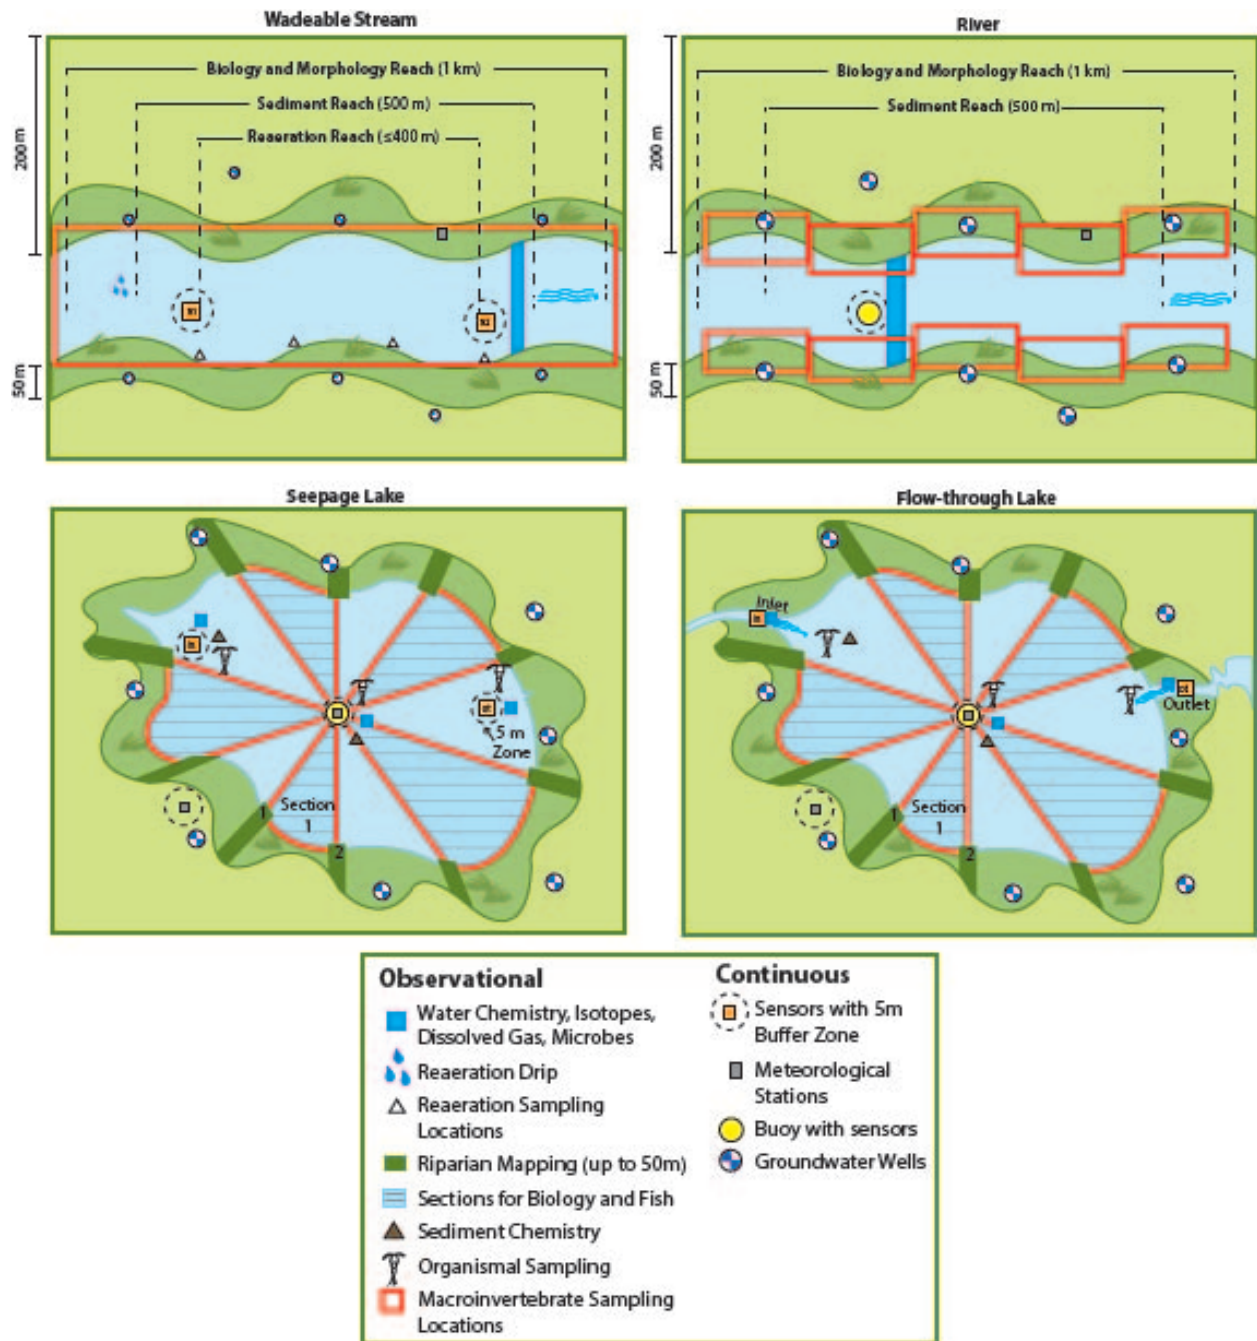 Wadeable Stream
River
200 m
Biology and Morphology Reach (1 km)
Sediment Reach (500 m)
Reaeration Reach (≤400 m)
50 m
200 m
Biology and Morphology Reach (1 km)
Sediment Reach (500 m)
50 m
Seepage Lake
Flow-through Lake
5 m
Zone
Section
1
1
2
Inlet
Outlet
Section
1
1
2
Observational
Water Chemistry, Isotopes,
Dissolved Gas, Microbes
Reaeration Drip
Reaeration Sampling
Locations
Riparian Mapping (up to 50m)
Sections for Biology and Fish
Sediment Chemistry
Organismal Sampling
Macroinvertebrate Sampling
Locations
Continuous
Sensors with 5m
Buffer Zone
Meteorological
Stations
Buoy with sensors
Groundwater Wells